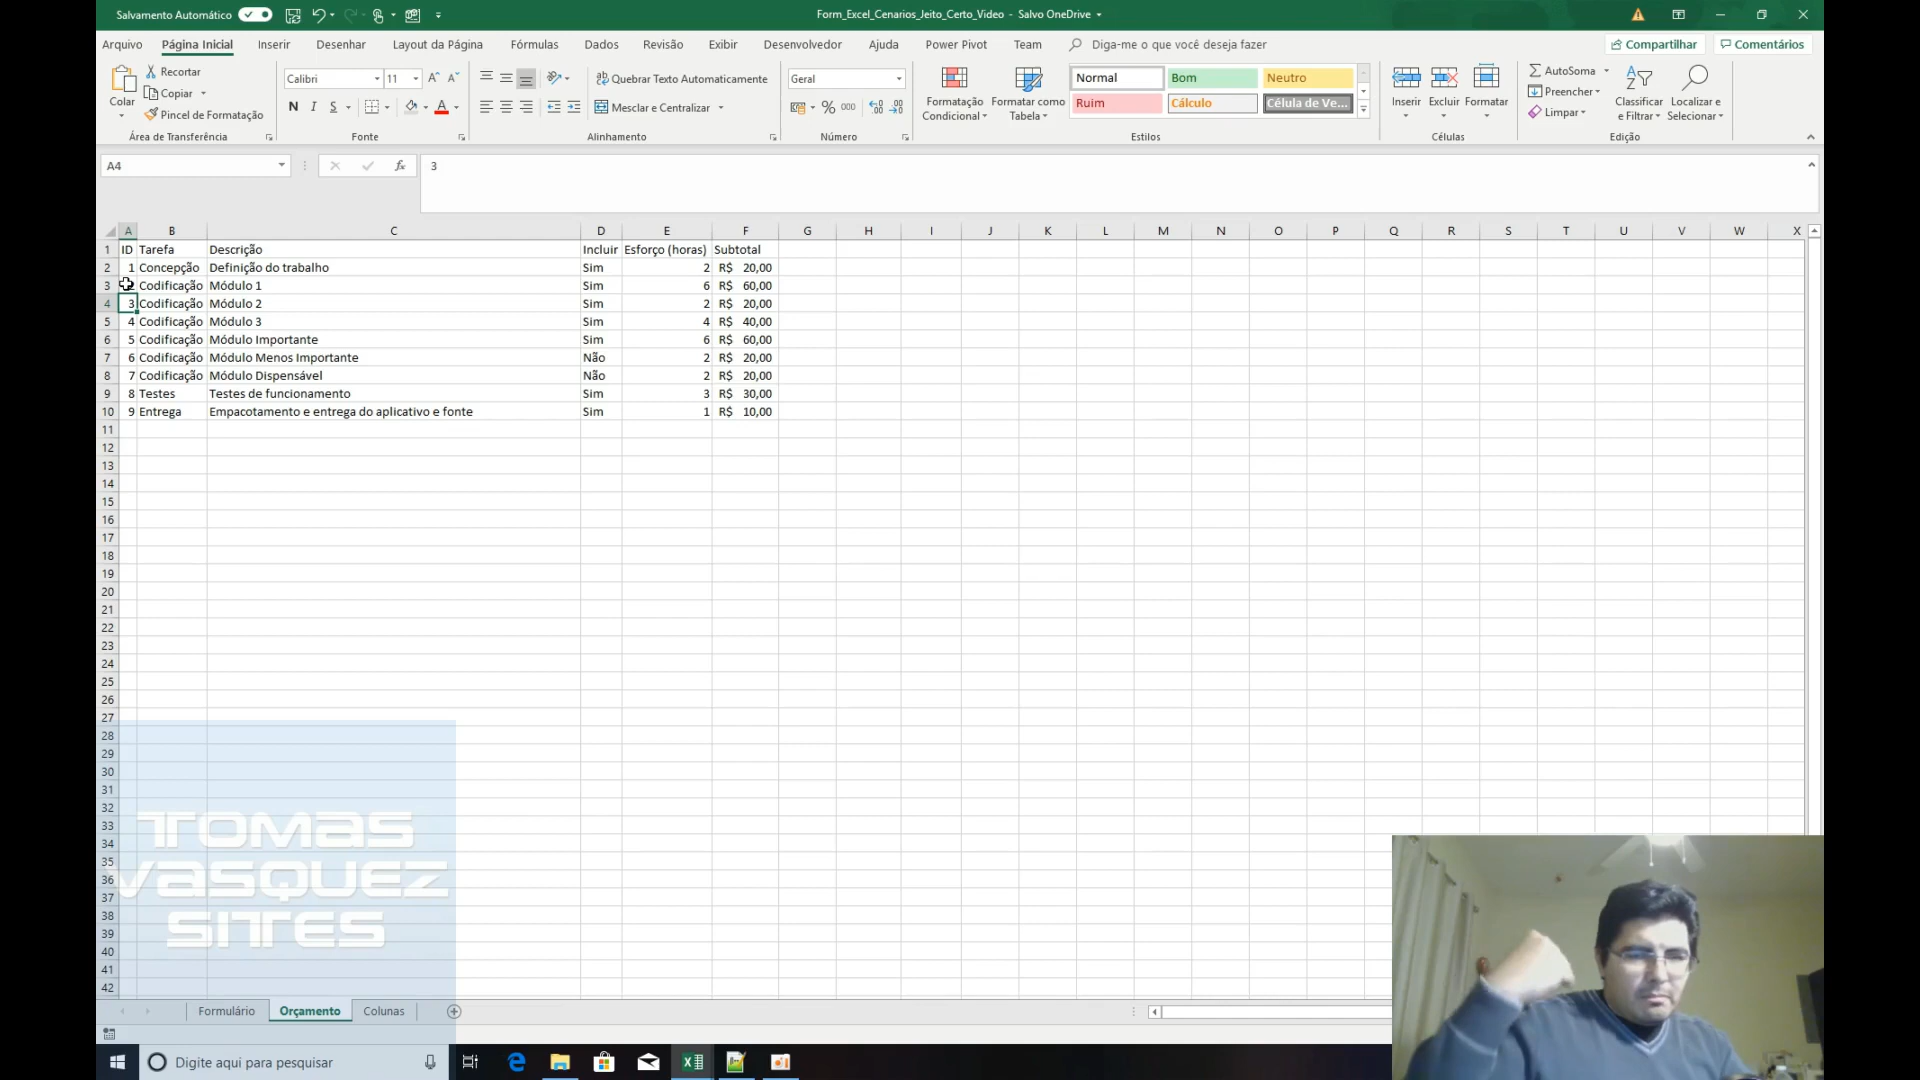 Salvamento Automático
Form_Excel_Cenarios_Jeito_Certo_Video - Salvo OneDrive
Arquivo Página Inicial Inserir Desenhar Layout da Página Fórmulas Dados Revisão Exibir Desenvolvedor Ajuda Power Pivot Team Diga-me o que você deseja fazer Compartilhar Comentários
Colar
Recortar
Copiar
Pincel de Formatação
Área de Transferência
Calibri 11
N I S
Fonte
Quebrar Texto Automaticamente
Mesclar e Centralizar
Alinhamento
Geral
% 000
Número
Formatação Condicional
Formatar como Tabela
Normal Bom Neutro
Ruim Cálculo Célula de Ve...
Estilos
Inserir Excluir Formatar
Células
AutoSoma
Preencher
Limpar
Classificar e Filtrar
Localizar e Selecionar
Edição
A4 fx 3
A B C D E F G H I J K L M N O P Q R S T U V W X
1 ID Tarefa Descrição Incluir Esforço (horas) Subtotal
2 1 Concepção Definição do trabalho Sim 2 R$ 20,00
3 Codificação Módulo 1 Sim 6 R$ 60,00
4 3 Codificação Módulo 2 Sim 2 R$ 20,00
5 4 Codificação Módulo 3 Sim 4 R$ 40,00
6 5 Codificação Módulo Importante Sim 6 R$ 60,00
7 6 Codificação Módulo Menos Importante Não 2 R$ 20,00
8 7 Codificação Módulo Dispensável Não 2 R$ 20,00
9 8 Testes Testes de funcionamento Sim 3 R$ 30,00
10 9 Entrega Empacotamento e entrega do aplicativo e fonte Sim 1 R$ 10,00
11
12
13
14
15
16
17
18
19
20
21
22
23
24
25
26
27
28
29
30
31
32
33
34
35
36
37
38
39
40
41
42
TOMAS
VASQUEZ
SITES
Formulário Orçamento Colunas
Digite aqui para pesquisar